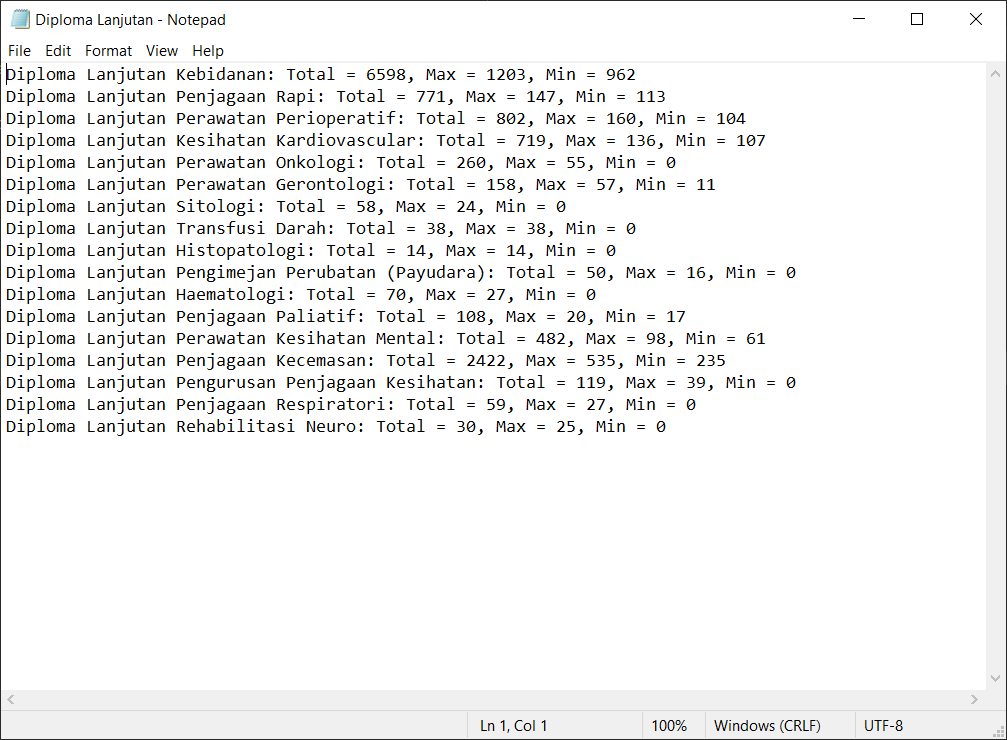 Diploma Lanjutan - Notepad
File Edit Format View Help
Diploma Lanjutan Kebidanan: Total = 6598, Max = 1203, Min = 962
Diploma Lanjutan Penjagaan Rapi: Total = 771, Max = 147, Min = 113
Diploma Lanjutan Perawatan Perioperatif: Total = 802, Max = 160, Min = 104
Diploma Lanjutan Kesihatan Kardiovascular: Total = 719, Max = 136, Min = 107
Diploma Lanjutan Perawatan Onkologi: Total = 260, Max = 55, Min = 0
Diploma Lanjutan Perawatan Gerontologi: Total = 158, Max = 57, Min = 11
Diploma Lanjutan Sitologi: Total = 58, Max = 24, Min = 0
Diploma Lanjutan Transfusi Darah: Total = 38, Max = 38, Min = 0
Diploma Lanjutan Histopatologi: Total = 14, Max = 14, Min = 0
Diploma Lanjutan Pengimejan Perubatan (Payudara): Total = 50, Max = 16, Min = 0
Diploma Lanjutan Haematologi: Total = 70, Max = 27, Min = 0
Diploma Lanjutan Penjagaan Paliatif: Total = 108, Max = 20, Min = 17
Diploma Lanjutan Perawatan Kesihatan Mental: Total = 482, Max = 98, Min = 61
Diploma Lanjutan Penjagaan Kecemasan: Total = 2422, Max = 535, Min = 235
Diploma Lanjutan Pengurusan Penjagaan Kesihatan: Total = 119, Max = 39, Min = 0
Diploma Lanjutan Penjagaan Respiratori: Total = 59, Max = 27, Min = 0
Diploma Lanjutan Rehabilitasi Neuro: Total = 30, Max = 25, Min = 0
Ln 1, Col 1 100% Windows (CRLF) UTF-8